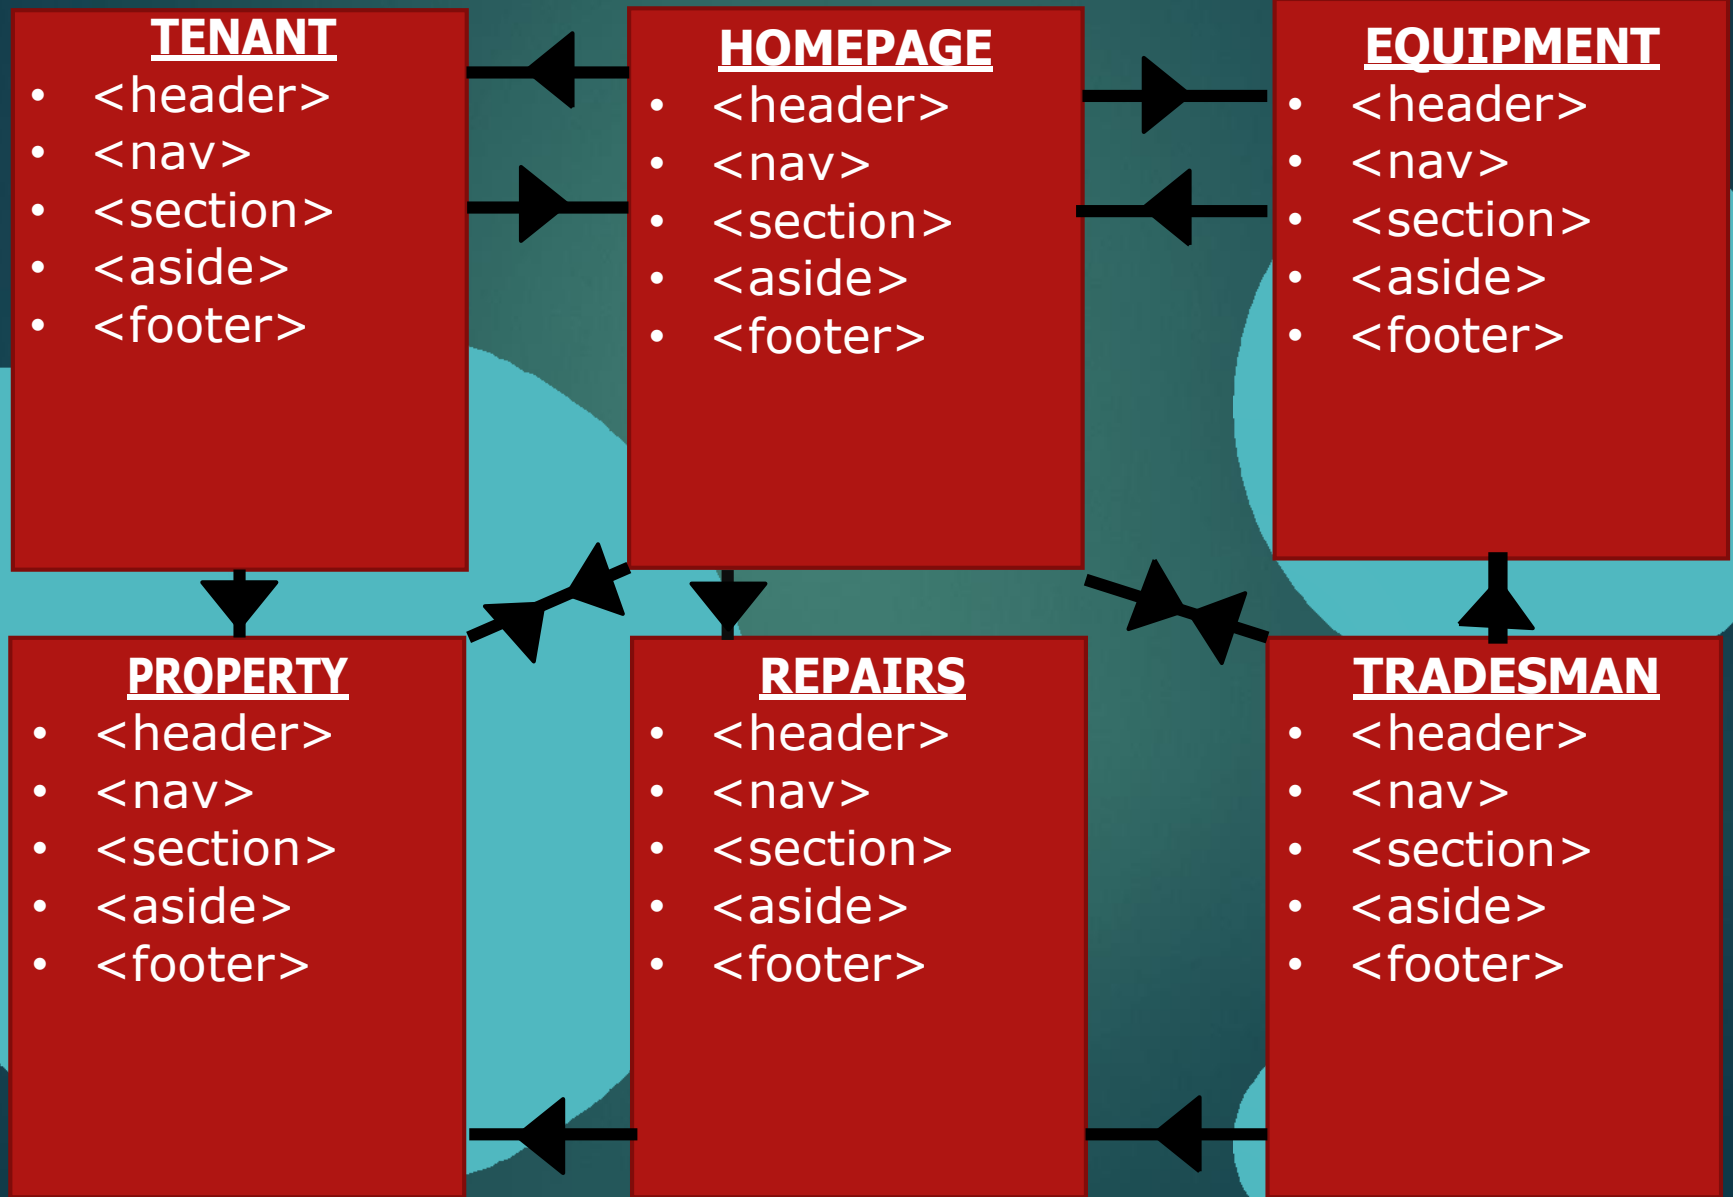 TENANT
• <header>
• <nav>
• <section>
• <aside>
• <footer>
HOMEPAGE
• <header>
• <nav>
• <section>
• <aside>
• <footer>
EQUIPMENT
• <header>
• <nav>
• <section>
• <aside>
• <footer>
PROPERTY
• <header>
• <nav>
• <section>
• <aside>
• <footer>
REPAIRS
• <header>
• <nav>
• <section>
• <aside>
• <footer>
TRADESMAN
• <header>
• <nav>
• <section>
• <aside>
• <footer>